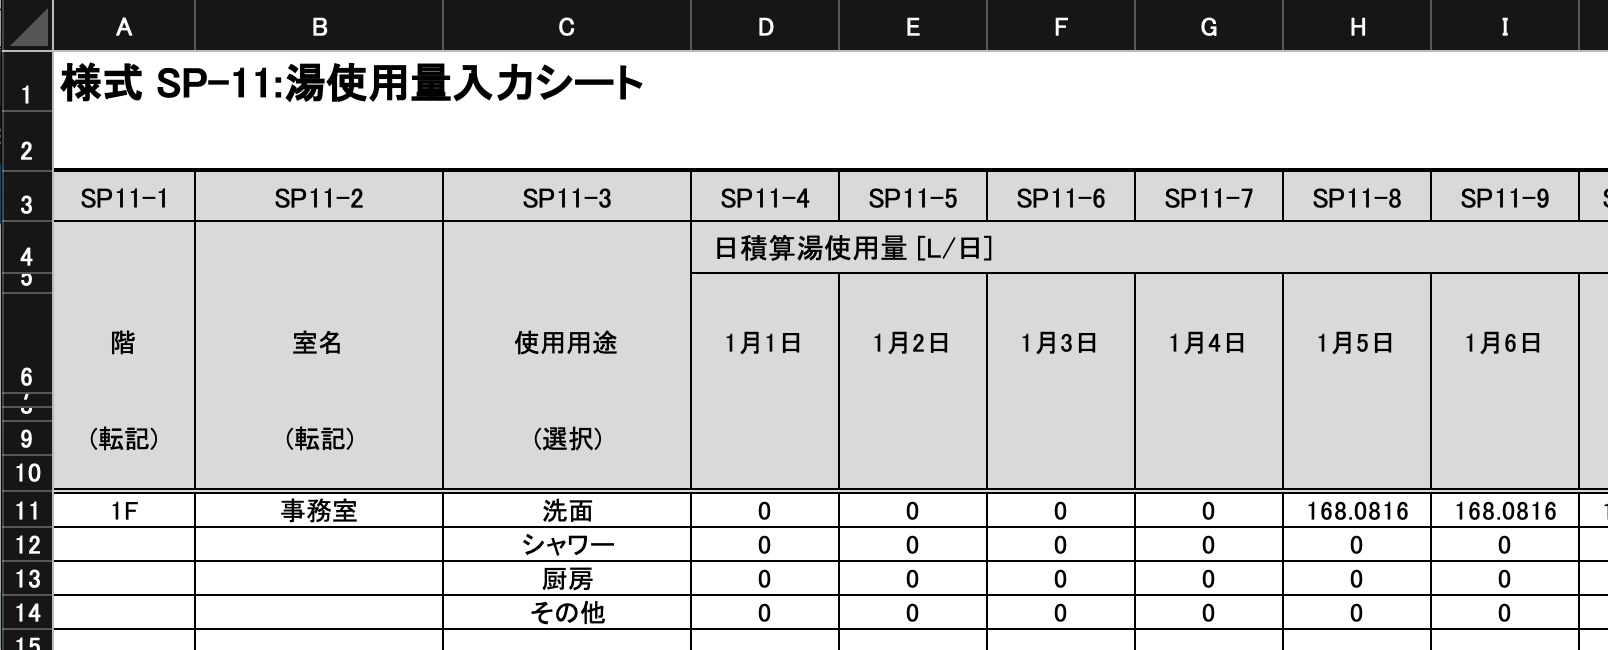 A B C D E F G H I
1 様式 SP-11:湯使用量入力シート
2
3 SP11-1 SP11-2 SP11-3 SP11-4 SP11-5 SP11-6 SP11-7 SP11-8 SP11-9
4 日積算湯使用量 [L/日]
5
6 階 室名 使用用途 1月1日 1月2日 1月3日 1月4日 1月5日 1月6日
7
8
9 (転記) (転記) (選択)
10
11 1F 事務室 洗面 0 0 0 0 168.0816 168.0816
12 シャワー 0 0 0 0 0 0
13 厨房 0 0 0 0 0 0
14 その他 0 0 0 0 0 0
15